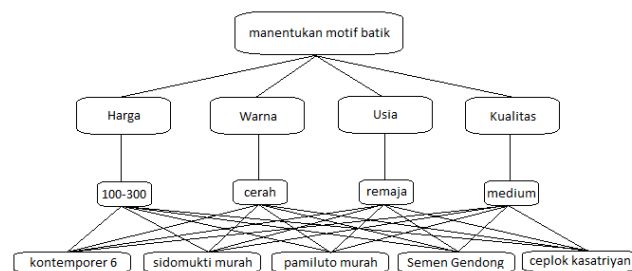 manentukan motif batik
Harga
Warna
Usia
Kualitas
100-300
cerah
remaja
medium
kontemporer 6
sidomukti murah
pamiluto murah
Semen Gendong
ceplok kasatriyan